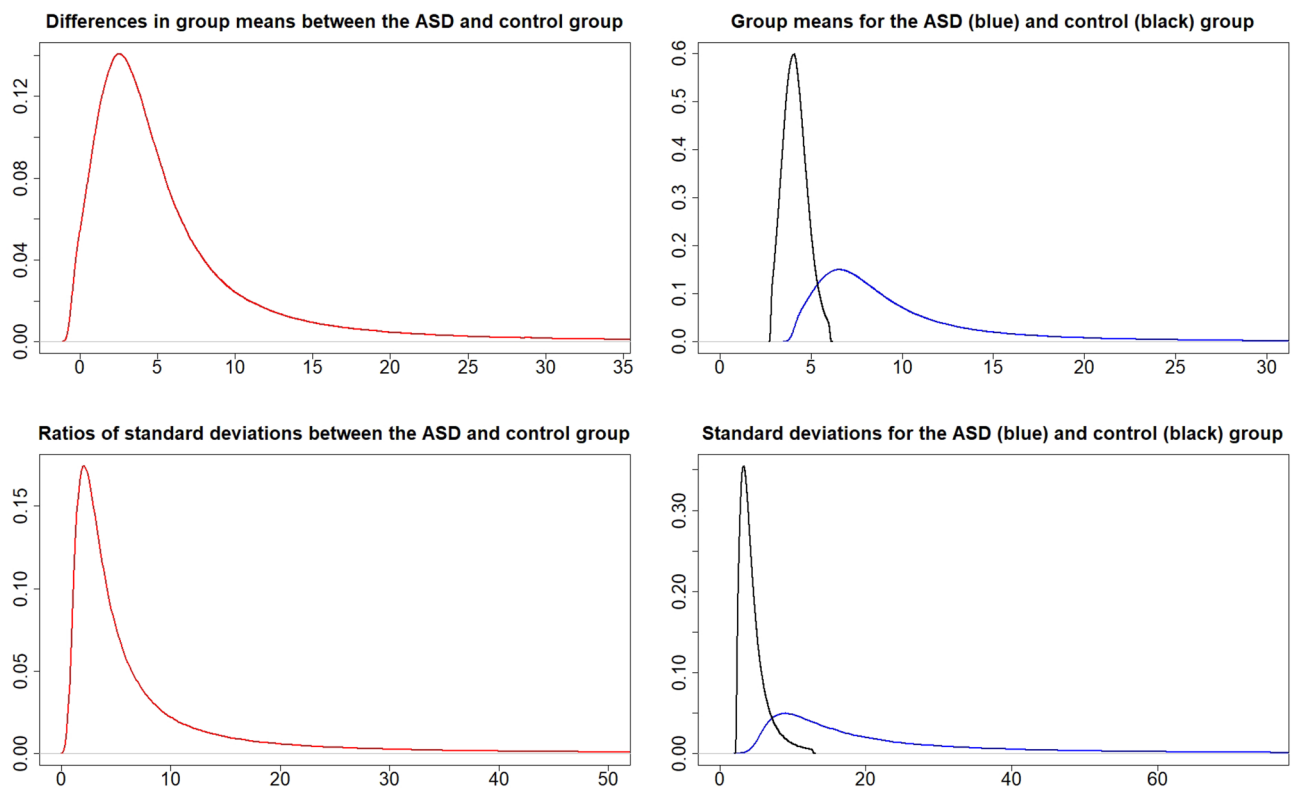 Differences in group means between the ASD and control group
0.12
0.08
0.04
0.00
0 5 10 15 20 25 30 35
Group means for the ASD (blue) and control (black) group
0.6
0.5
0.4
0.3
0.2
0.1
0.0
0 5 10 15 20 25 30
Ratios of standard deviations between the ASD and control group
0.15
0.10
0.05
0.00
0 10 20 30 40 50
Standard deviations for the ASD (blue) and control (black) group
0.30
0.20
0.10
0.00
0 20 40 60